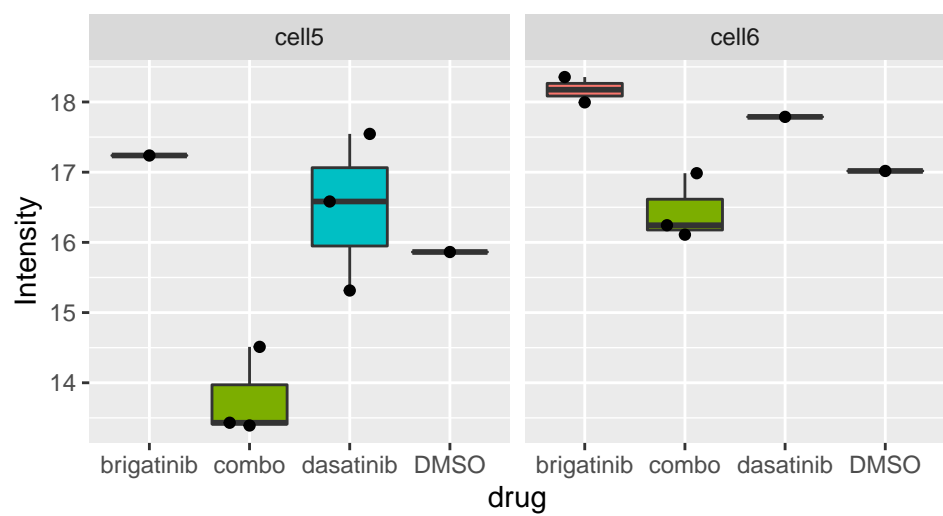 cell5 cell6
Intensity
18
17
16
15
14
brigatinib combo dasatinib DMSO brigatinib combo dasatinib DMSO
drug